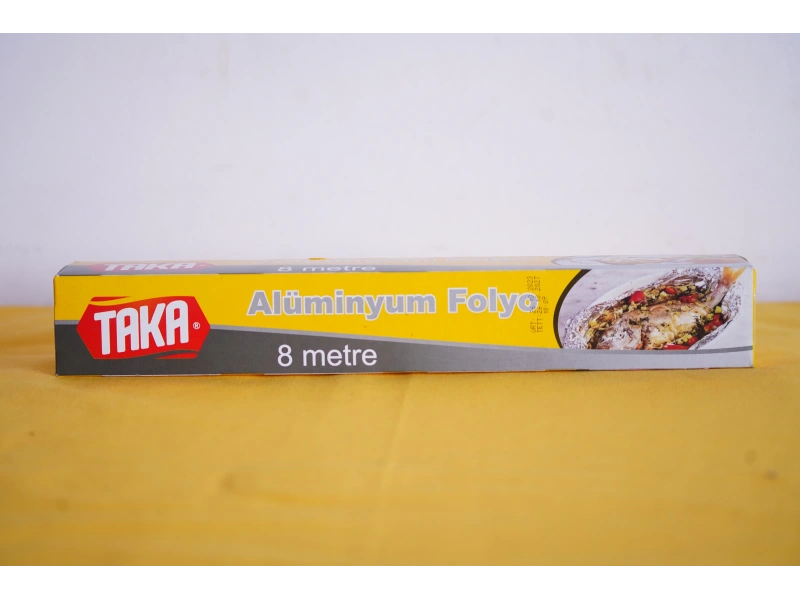 TAKA
8 metre
TAKA®
Alüminyum Folyo
8 metre